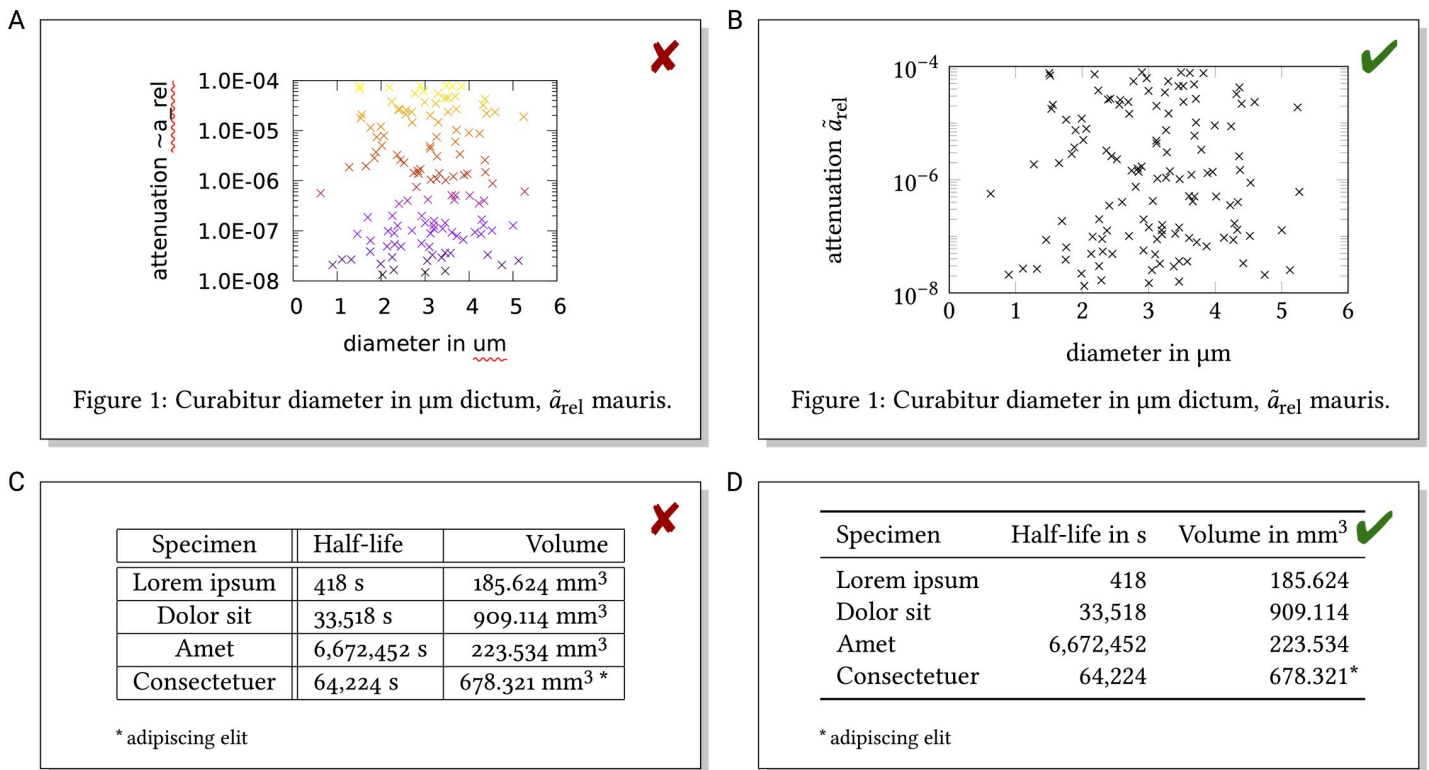 A
✘
1.0E-04
1.0E-05
1.0E-06
1.0E-07
1.0E-08
attenuation ~a_rel
0 1 2 3 4 5 6
diameter in um
Figure 1: Curabitur diameter in µm dictum, ãrel mauris.
B
✔
10−4
10−6
10−8
attenuation ãrel
0 1 2 3 4 5 6
diameter in µm
Figure 1: Curabitur diameter in µm dictum, ãrel mauris.
C
✘
Specimen Half-life Volume
Lorem ipsum 418 s 185.624 mm³
Dolor sit 33,518 s 909.114 mm³
Amet 6,672,452 s 223.534 mm³
Consectetuer 64,224 s 678.321 mm³ *
* adipiscing elit
D
✔
Specimen Half-life in s Volume in mm³
Lorem ipsum 418 185.624
Dolor sit 33,518 909.114
Amet 6,672,452 223.534
Consectetuer 64,224 678.321*
* adipiscing elit